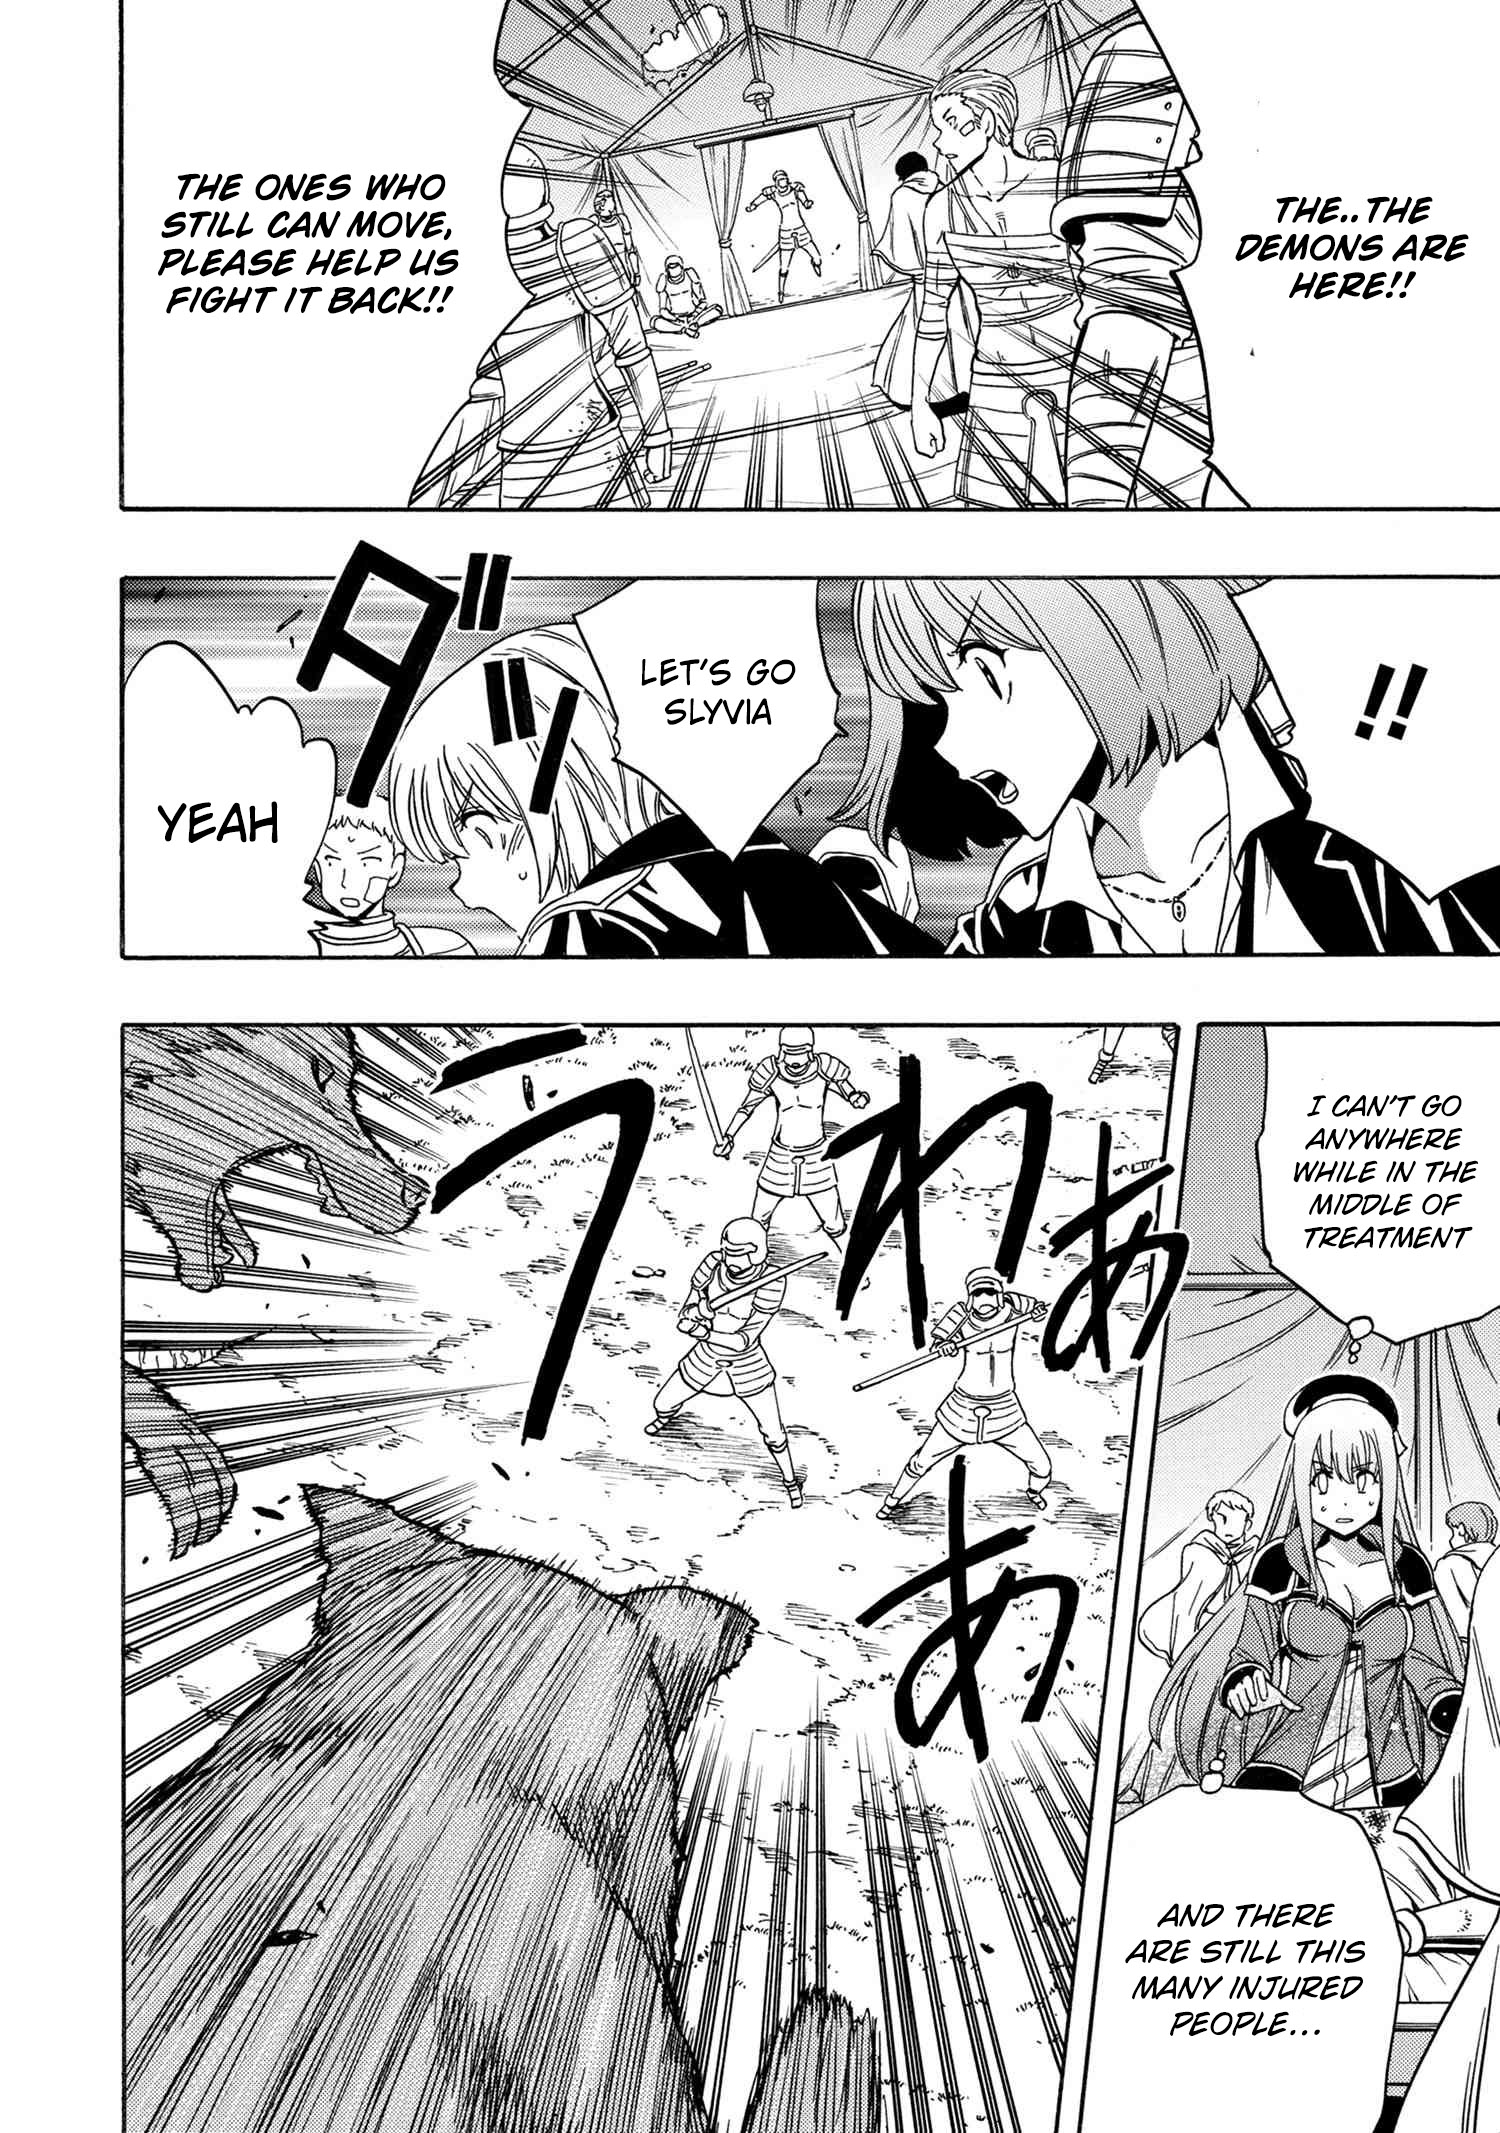 THE..THE
DEMONS ARE
HERE!!
THE ONES WHO
STILL CAN MOVE,
PLEASE HELP US
FIGHT IT BACK!!
!!
LET'S GO
SLYVIA
ダッ
YEAH
I CAN'T GO
ANYWHERE
WHILE IN THE
MIDDLE OF
TREATMENT
AND THERE
ARE STILL THIS
MANY INJURED
PEOPLE...
うわあ
あ